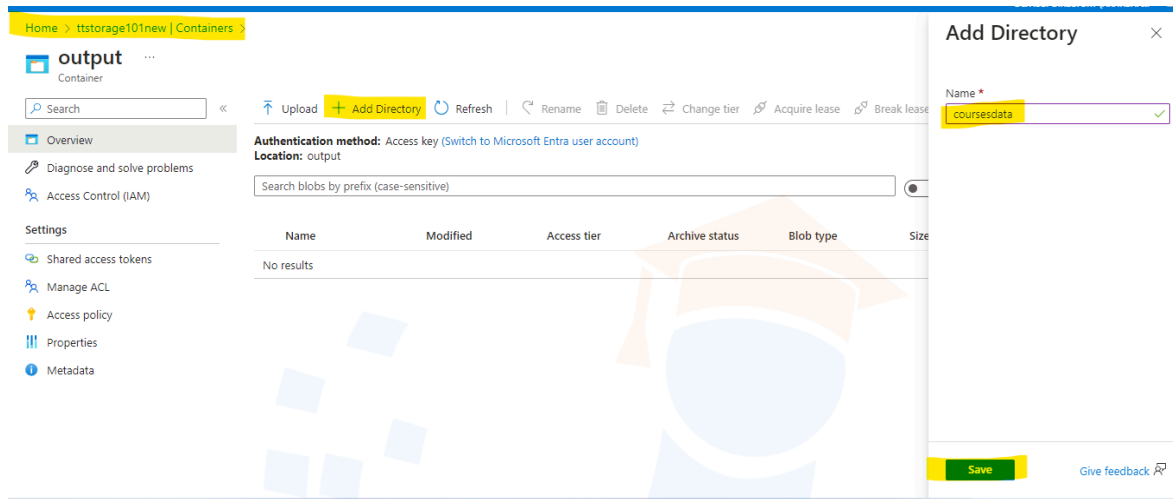 Home > ttstorage101new | Containers >
output ...
Container
Search
Overview
Diagnose and solve problems
Access Control (IAM)
Settings
Shared access tokens
Manage ACL
Access policy
Properties
Metadata
Upload + Add Directory Refresh Rename Delete Change tier Acquire lease Break lease
Authentication method: Access key (Switch to Microsoft Entra user account)
Location: output
Search blobs by prefix (case-sensitive)
Name Modified Access tier Archive status Blob type Size
No results
Add Directory
Name *
coursesdata
Save
Give feedback